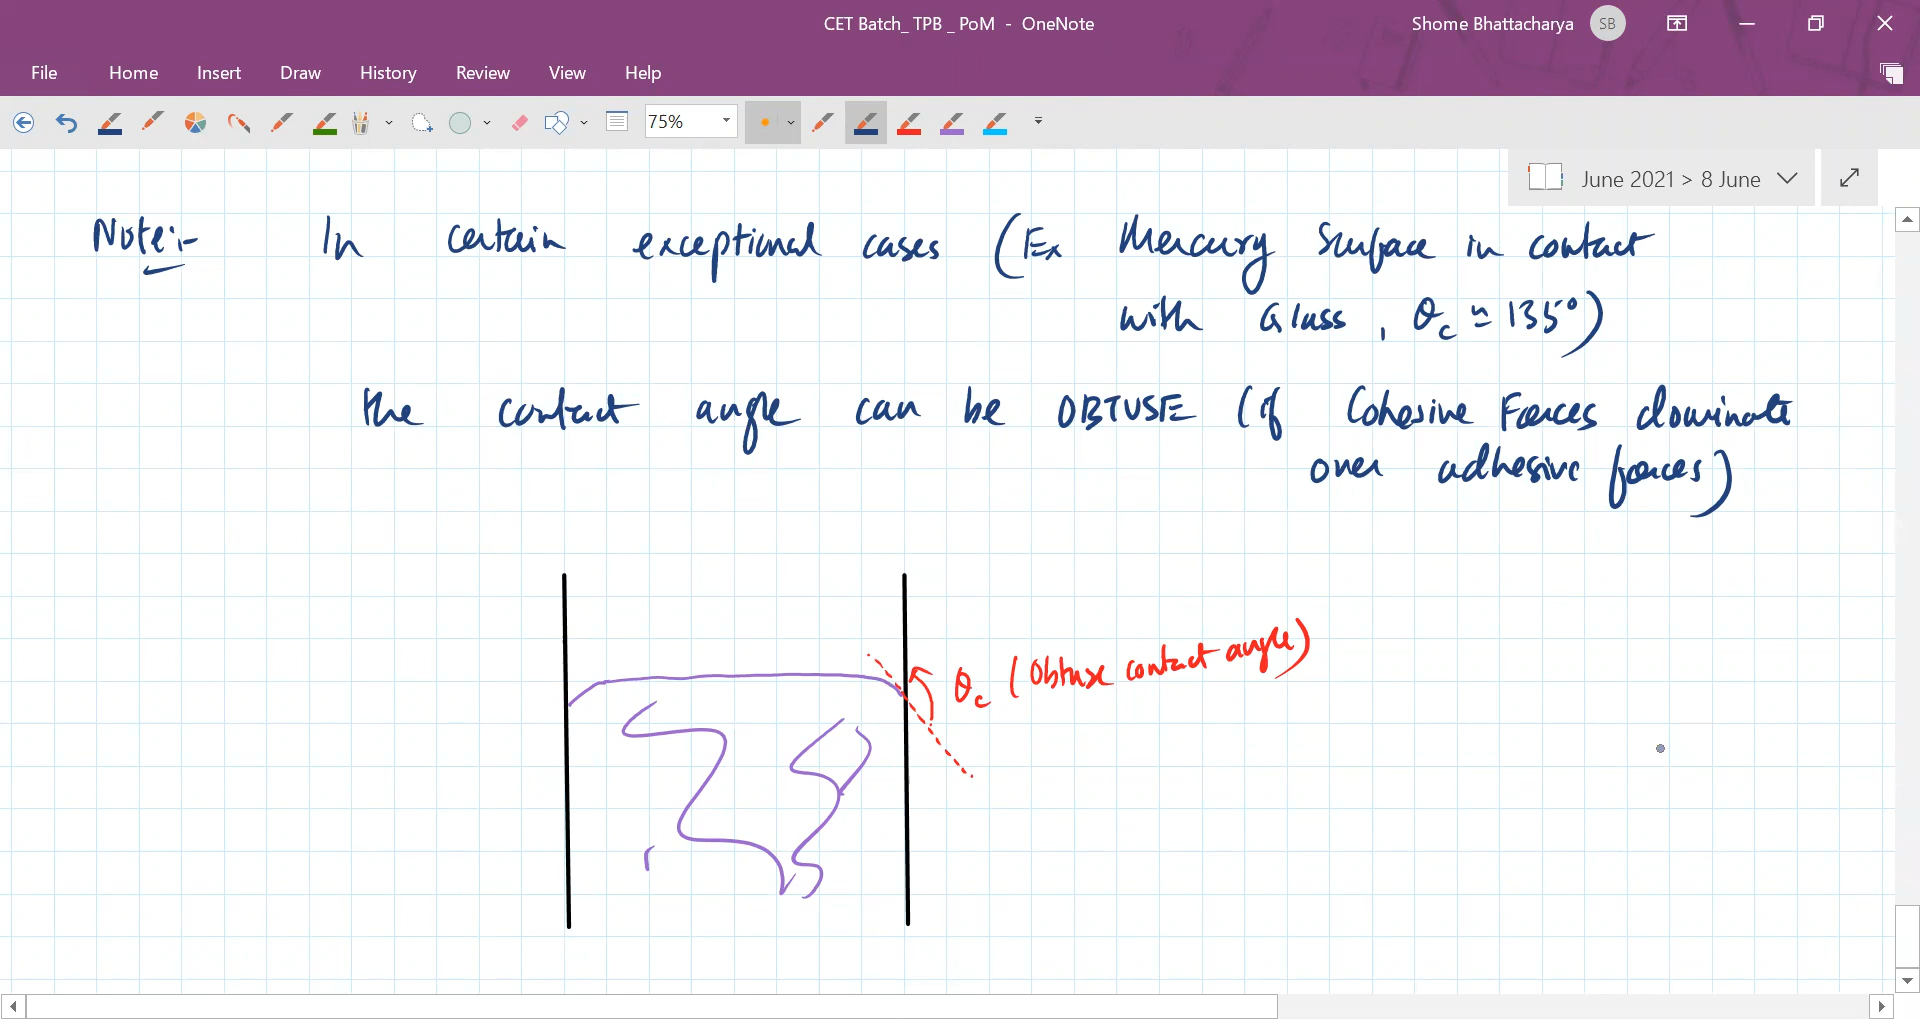 CET Batch_ TPB _ PoM - OneNote
Shome Bhattacharya SB
File Home Insert Draw History Review View Help
75%
June 2021 > 8 June
Note:- In certain exceptional cases (Ex Mercury Surface in contact
with Glass, θc ≃ 135°)
the contact angle can be OBTUSE (if Cohesive Forces dominate
over adhesive forces)
θc (Obtuse contact angle)